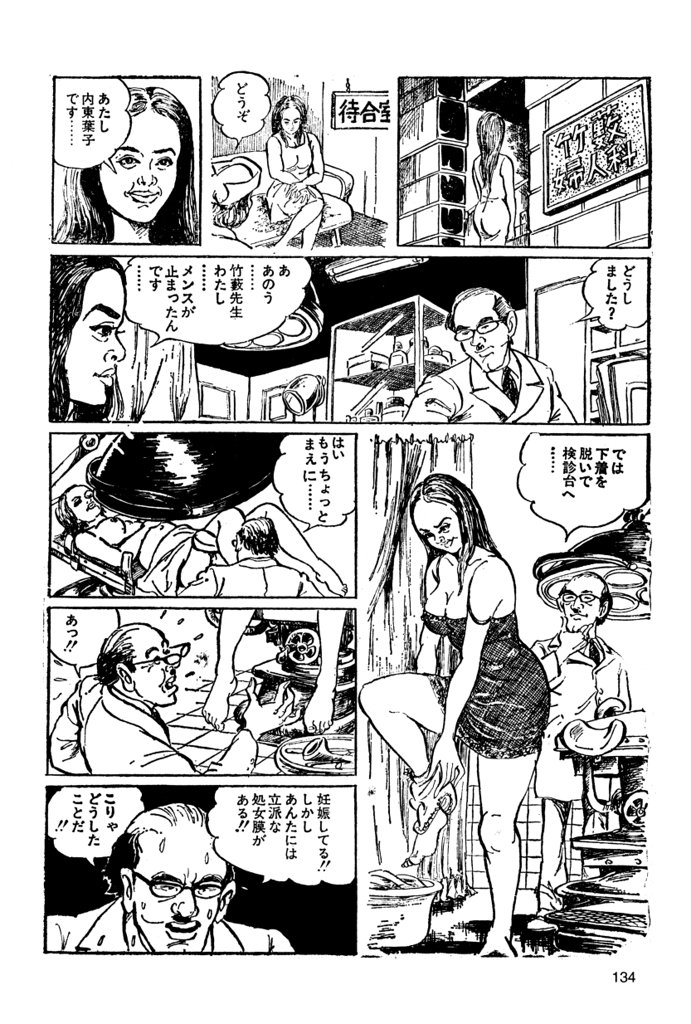 竹藪
婦人科
待合室
どうぞ
あたし
内東葉子
です……
どうし
ました？
あ
あのう
……
竹藪先生
わたし
……
メンスが
止まったん
です
では
下着を
脱いで
検診台へ
……
はい
もうちょっと
まえに……
あっ!!
妊娠してる!!
しかし
あんたには
立派な
処女膜が
ある!!
こりゃ
どうした
ことだ
!!
134